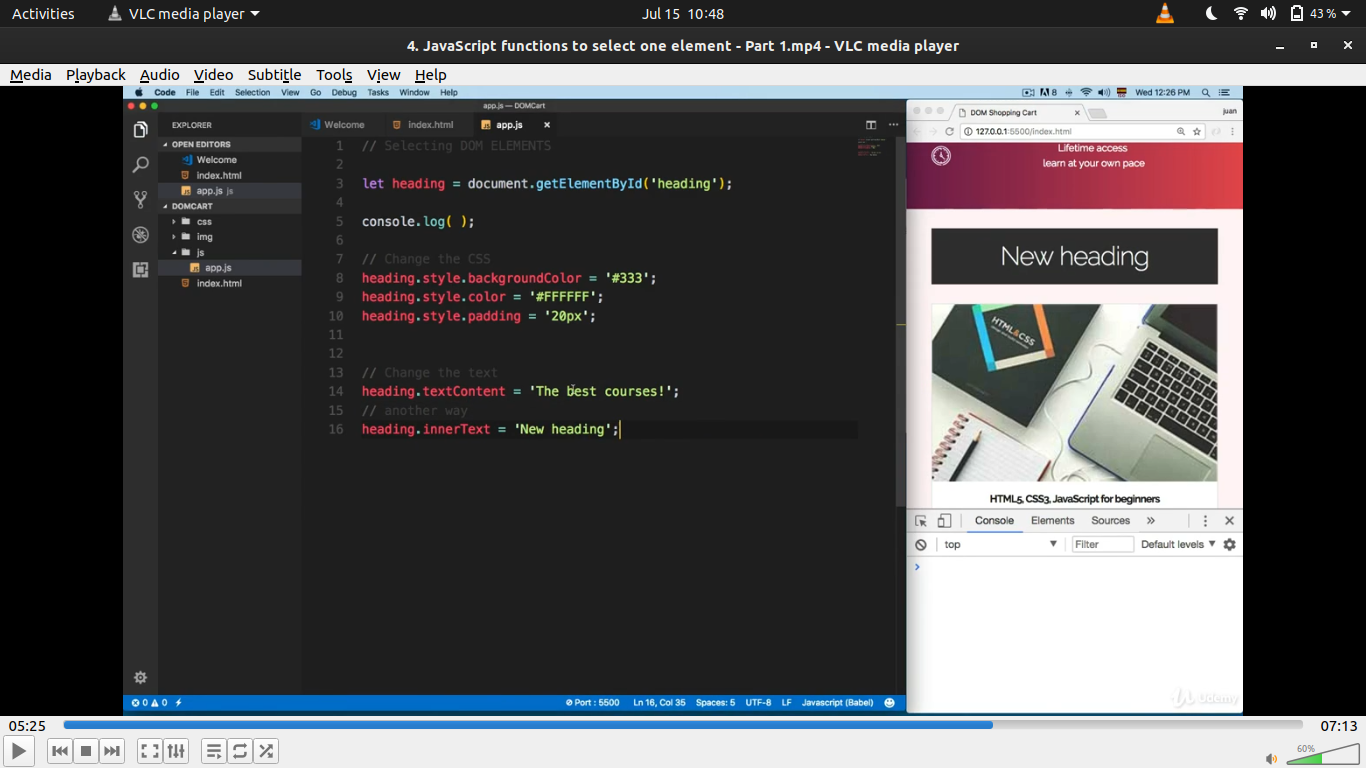 Activities VLC media player Jul 15 10:48 43 %
4. JavaScript functions to select one element - Part 1.mp4 - VLC media player
Media Playback Audio Video Subtitle Tools View Help
Code File Edit Selection View Go Debug Tasks Window Help 8 Wed 12:26 PM
app.js — DOMCart
EXPLORER
OPEN EDITORS
Welcome
index.html
app.js js
DOMCART
css
img
js
app.js
index.html
Welcome index.html app.js
1 // Selecting DOM ELEMENTS
2
3 let heading = document.getElementById('heading');
4
5 console.log( );
6
7 // Change the CSS
8 heading.style.backgroundColor = '#333';
9 heading.style.color = '#FFFFFF';
10 heading.style.padding = '20px';
11
12
13 // Change the text
14 heading.textContent = 'The best courses!';
15 // another way
16 heading.innerText = 'New heading';
0 0 Port : 5500 Ln 16, Col 35 Spaces: 5 UTF-8 LF Javascript (Babel)
DOM Shopping Cart juan
127.0.0.1:5500/index.html
Lifetime access
learn at your own pace
New heading
HTML&CSS
HTML5, CSS3, JavaScript for beginners
Console Elements Sources »
top Filter Default levels
Udemy
05:25 07:13
60%